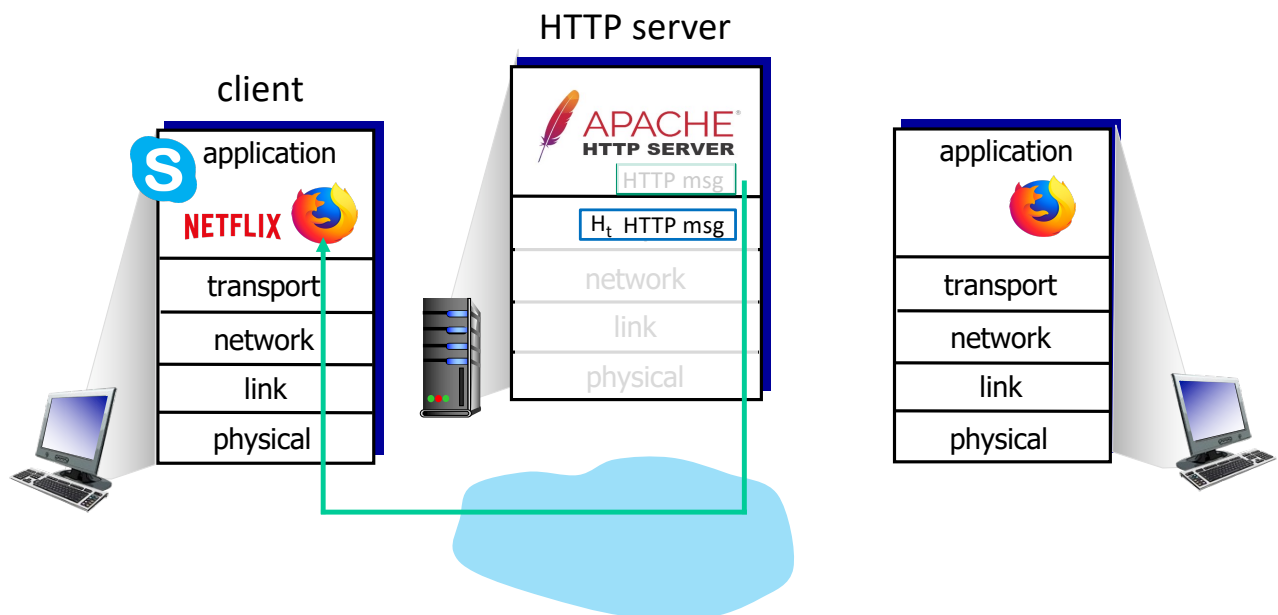 HTTP server
client
S
application
NETFLIX
transport
network
link
physical
APACHE®
HTTP SERVER
HTTP msg
Hₜ HTTP msg
network
link
physical
application
transport
network
link
physical